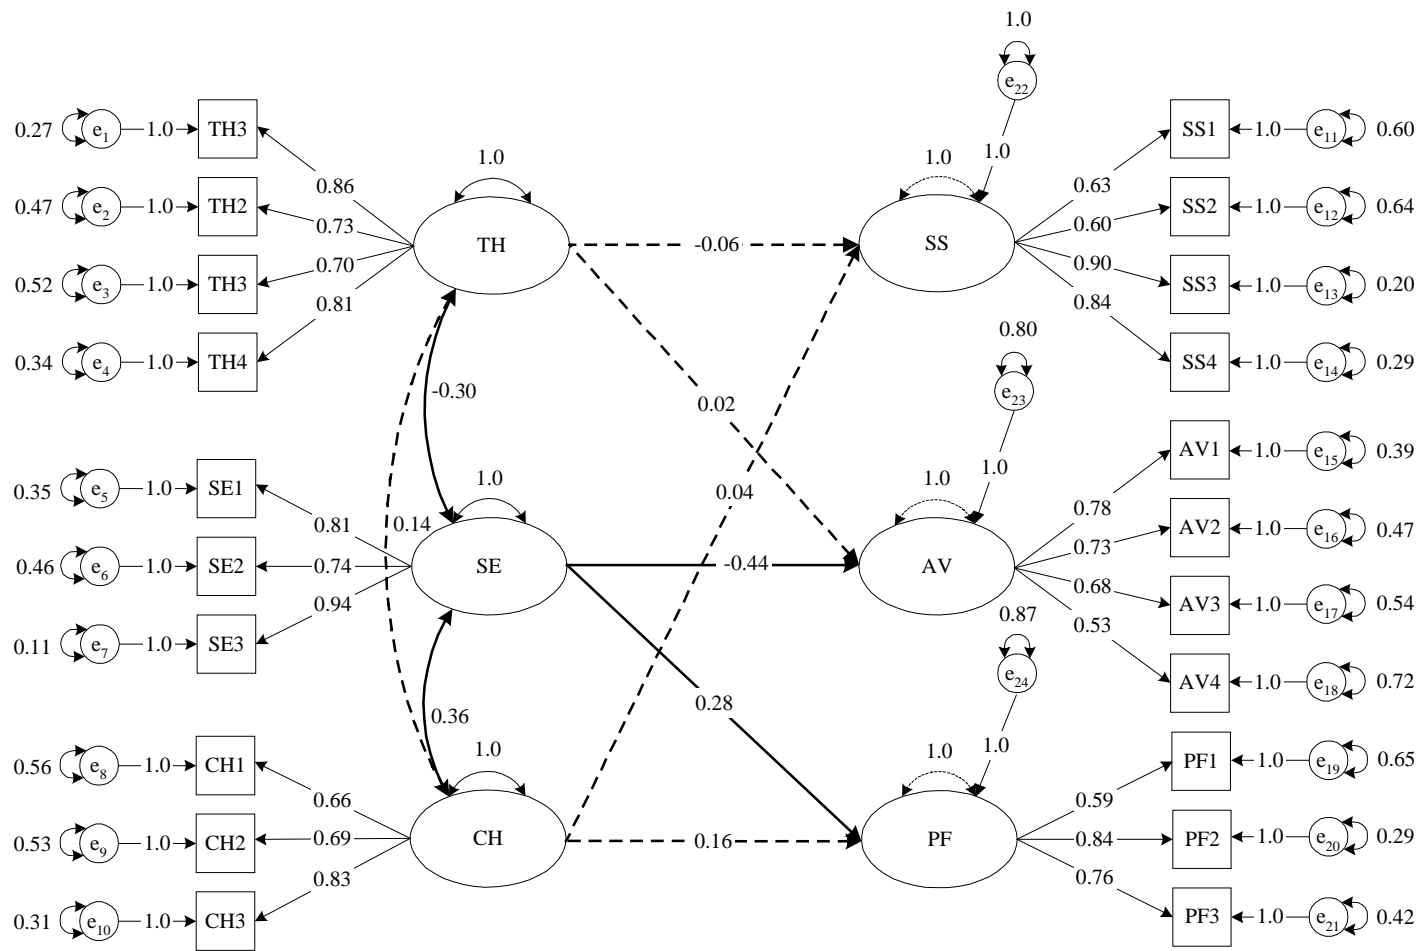 1.0
e22
0.27 e1 1.0 TH3
1.0
1.0
1.0
SS1 1.0 e11 0.60
0.86
0.63
0.47 e2 1.0 TH2
0.73
TH
-0.06
SS
0.60
SS2 1.0 e12 0.64
0.52 e3 1.0 TH3
0.70
0.90
SS3 1.0 e13 0.20
0.81
0.84
0.34 e4 1.0 TH4
0.80
SS4 1.0 e14 0.29
-0.30
e23
0.02
AV1 1.0 e15 0.39
0.35 e5 1.0 SE1
1.0
1.0
1.0
0.04
0.78
0.81
0.14
0.73
AV2 1.0 e16 0.47
0.46 e6 1.0 SE2
0.74
SE
-0.44
AV
0.68
AV3 1.0 e17 0.54
0.94
0.87
0.53
0.11 e7 1.0 SE3
e24
AV4 1.0 e18 0.72
0.28
0.36
0.56 e8 1.0 CH1
1.0
1.0
1.0
PF1 1.0 e19 0.65
0.66
0.59
0.53 e9 1.0 CH2
0.69
CH
0.16
PF
0.84
PF2 1.0 e20 0.29
0.83
0.76
0.31 e10 1.0 CH3
PF3 1.0 e21 0.42